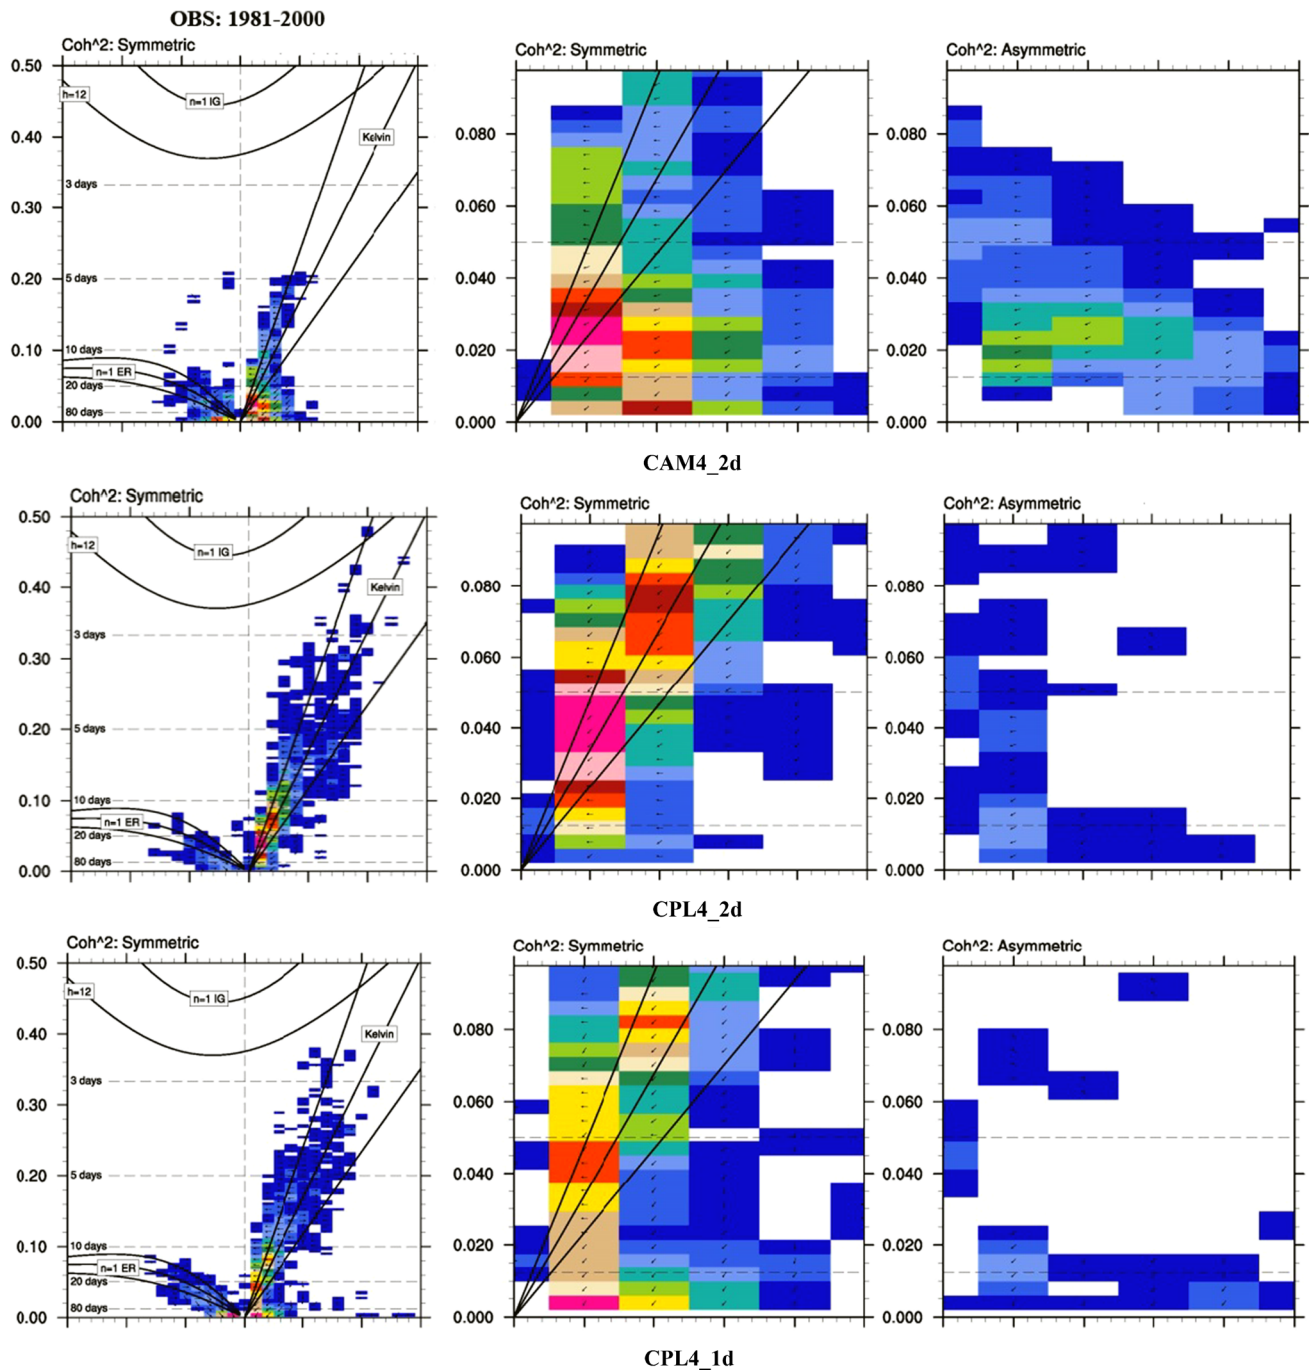 OBS: 1981-2000
Coh^2: Symmetric
Coh^2: Symmetric
Coh^2: Asymmetric
0.50
h=12
n=1 IG
0.40
Kelvin
3 days
0.30
5 days
0.20
10 days
0.10
n=1 ER
20 days
80 days
0.00
0.080
0.060
0.040
0.020
0.000
0.080
0.060
0.040
0.020
0.000
CAM4_2d
Coh^2: Symmetric
Coh^2: Symmetric
Coh^2: Asymmetric
0.50
h=12
n=1 IG
0.40
Kelvin
3 days
0.30
5 days
0.20
10 days
0.10
n=1 ER
20 days
80 days
0.00
0.080
0.060
0.040
0.020
0.000
0.080
0.060
0.040
0.020
0.000
CPL4_2d
Coh^2: Symmetric
Coh^2: Symmetric
Coh^2: Asymmetric
0.50
h=12
n=1 IG
0.40
Kelvin
3 days
0.30
5 days
0.20
10 days
0.10
n=1 ER
20 days
80 days
0.00
0.080
0.060
0.040
0.020
0.000
0.080
0.060
0.040
0.020
0.000
CPL4_1d